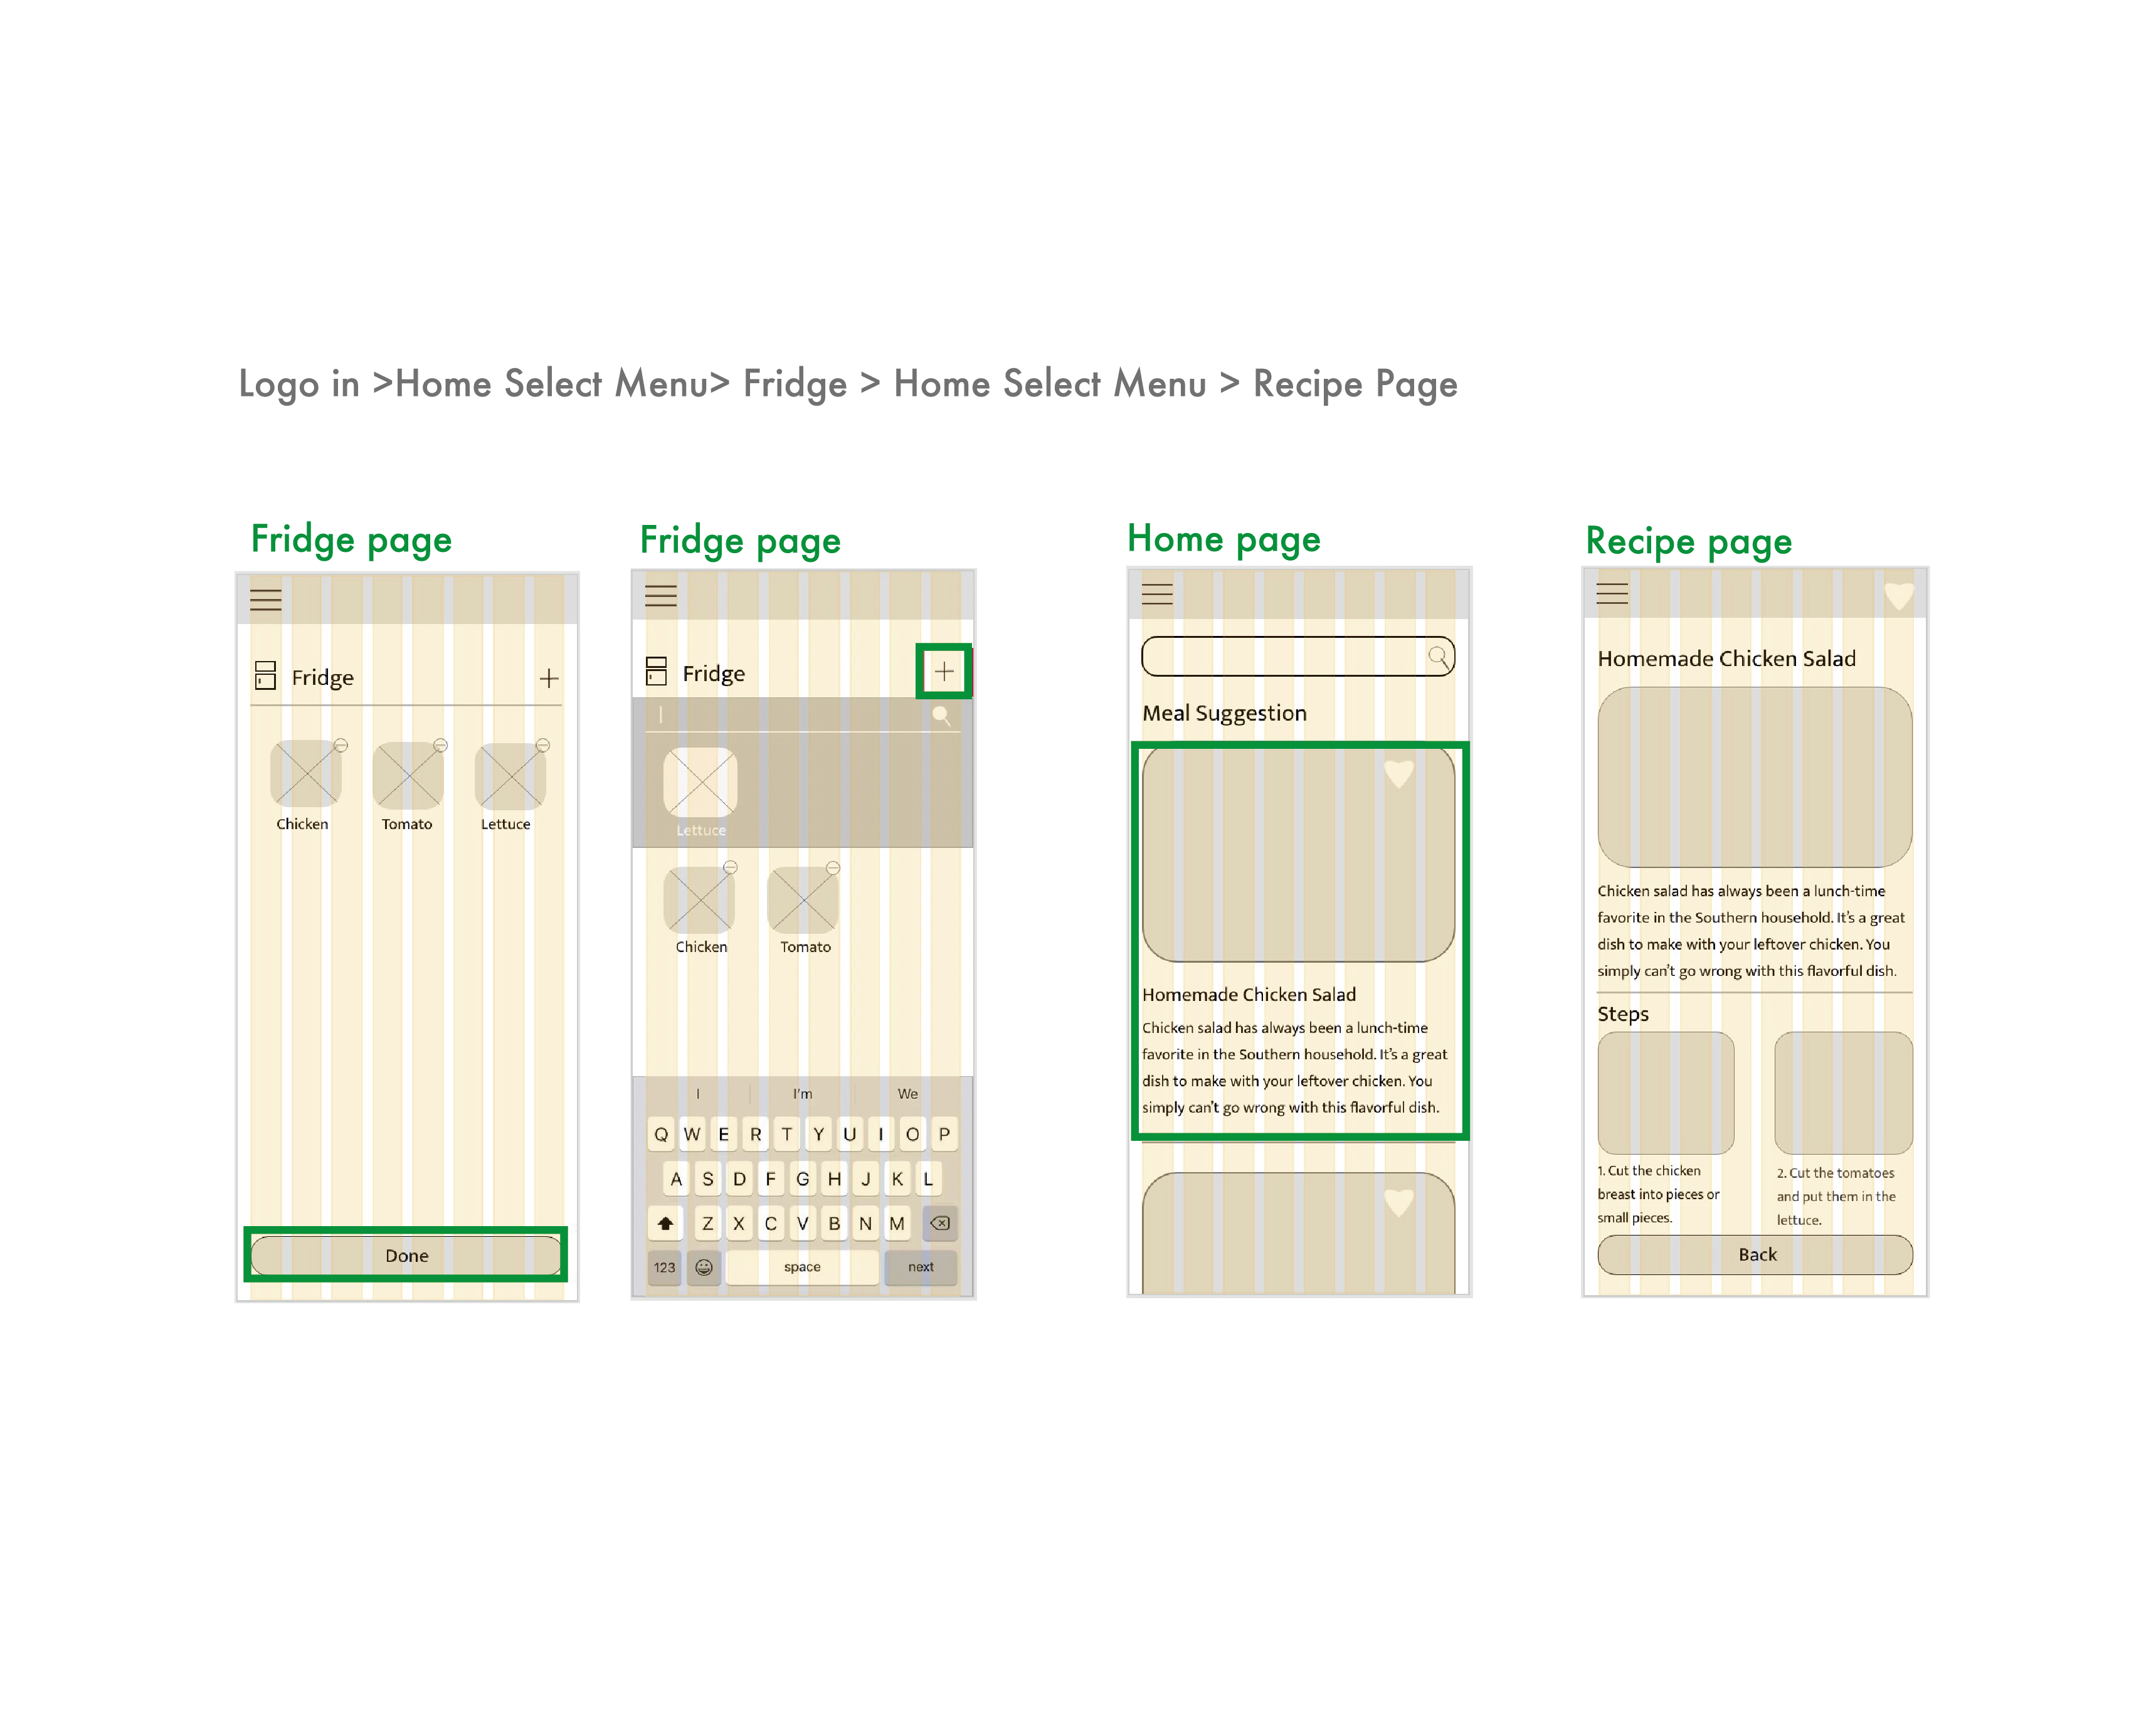 Logo in >Home Select Menu> Fridge > Home Select Menu > Recipe Page
Fridge page
Fridge
Chicken
Tomato
Lettuce
Done
Fridge page
Fridge
Lettuce
Chicken
Tomato
I
I'm
We
Q W E R T Y U I O P
A S D F G H J K L
Z X C V B N M
123
space
next
Home page
Meal Suggestion
Homemade Chicken Salad
Chicken salad has always been a lunch-time
favorite in the Southern household. It's a great
dish to make with your leftover chicken. You
simply can't go wrong with this flavorful dish.
Recipe page
Homemade Chicken Salad
Chicken salad has always been a lunch-time
favorite in the Southern household. It's a great
dish to make with your leftover chicken. You
simply can't go wrong with this flavorful dish.
Steps
1. Cut the chicken
breast into pieces or
small pieces.
2. Cut the tomatoes
and put them in the
lettuce.
Back